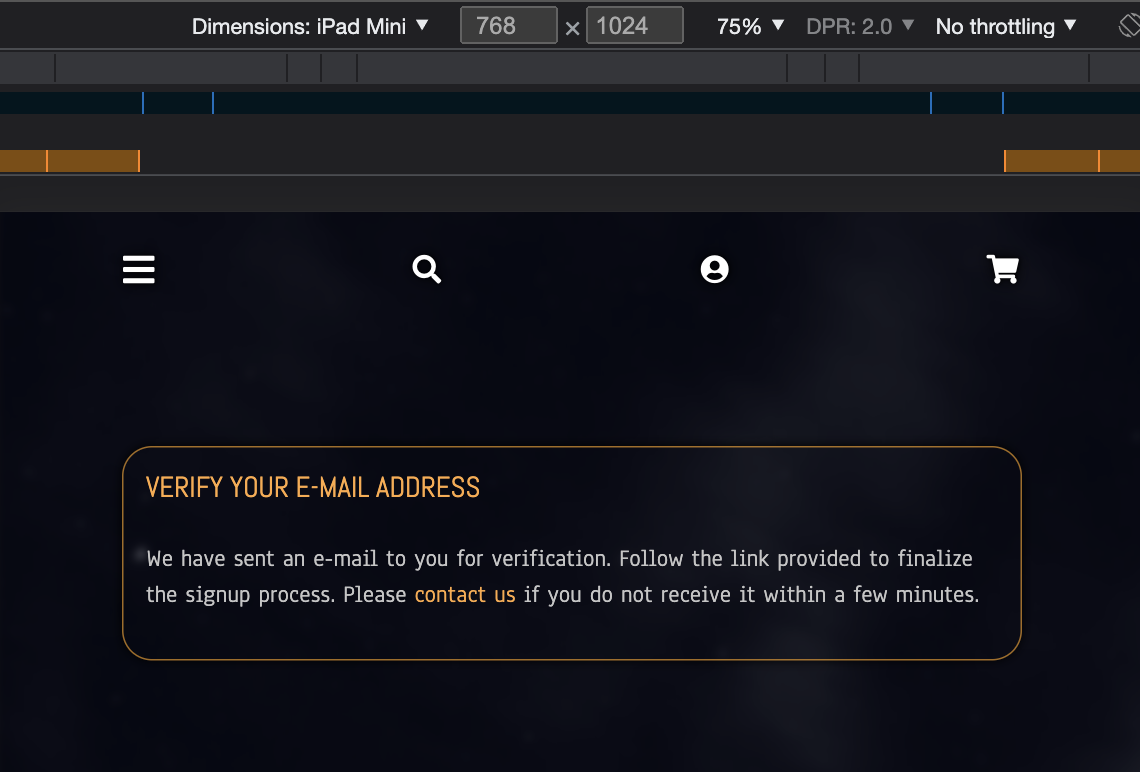 Dimensions: iPad Mini ▼ 768 × 1024 75% ▼ DPR: 2.0 ▼ No throttling ▼
VERIFY YOUR E-MAIL ADDRESS
We have sent an e-mail to you for verification. Follow the link provided to finalize
the signup process. Please contact us if you do not receive it within a few minutes.